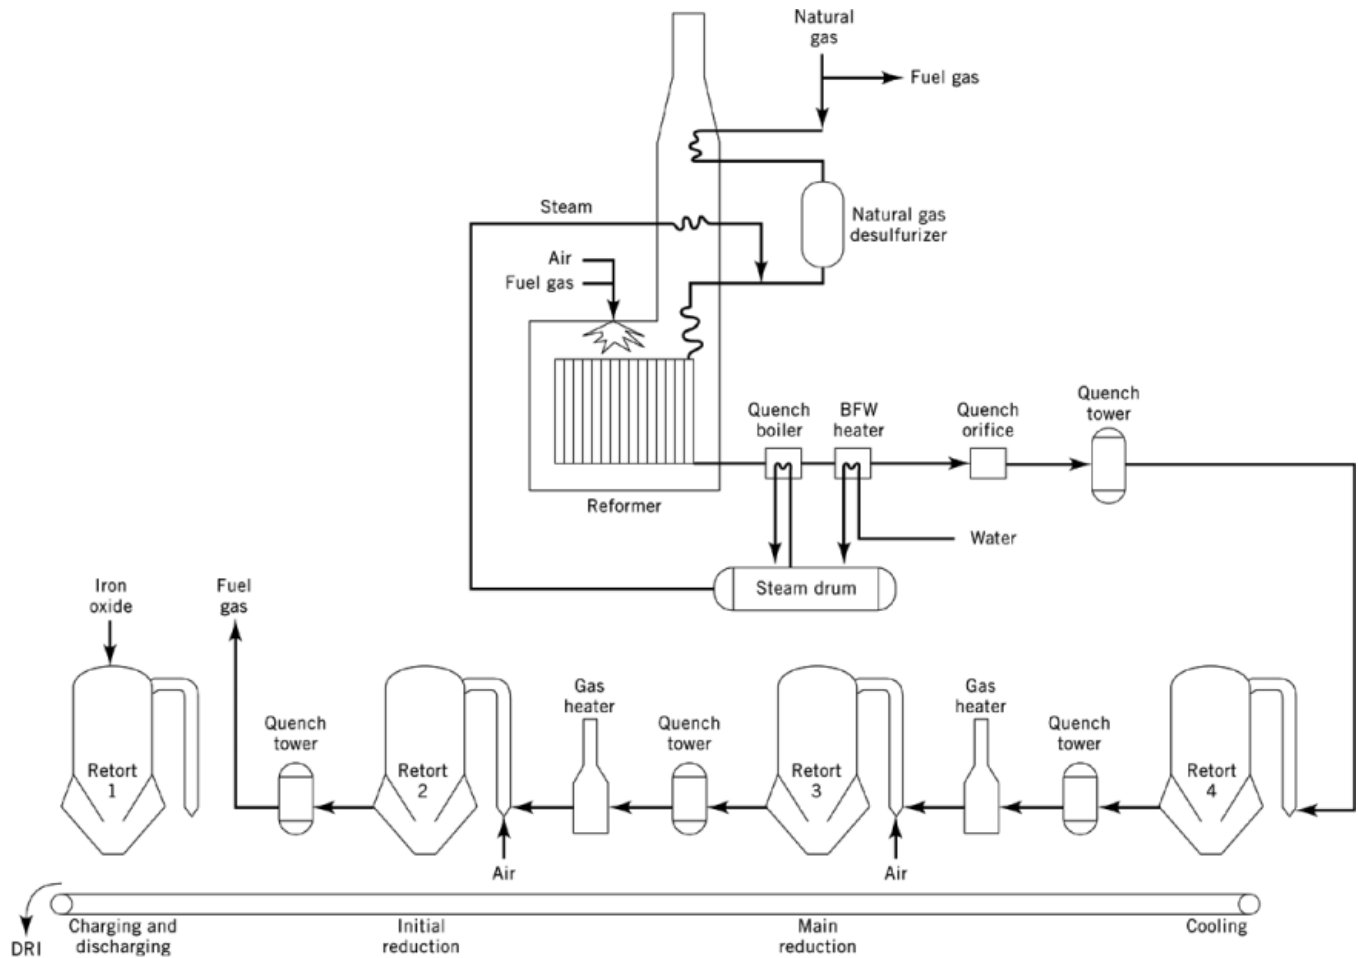 Natural
gas
Fuel gas
Steam
Natural gas
desulfurizer
Air
Fuel gas
Quench
boiler
BFW
heater
Quench
orifice
Quench
tower
Reformer
Water
Steam drum
Iron
oxide
Fuel
gas
Quench
tower
Gas
heater
Quench
tower
Gas
heater
Quench
tower
Retort
1
Retort
2
Retort
3
Retort
4
Air
Air
DRI
Charging and
discharging
Initial
reduction
Main
reduction
Cooling